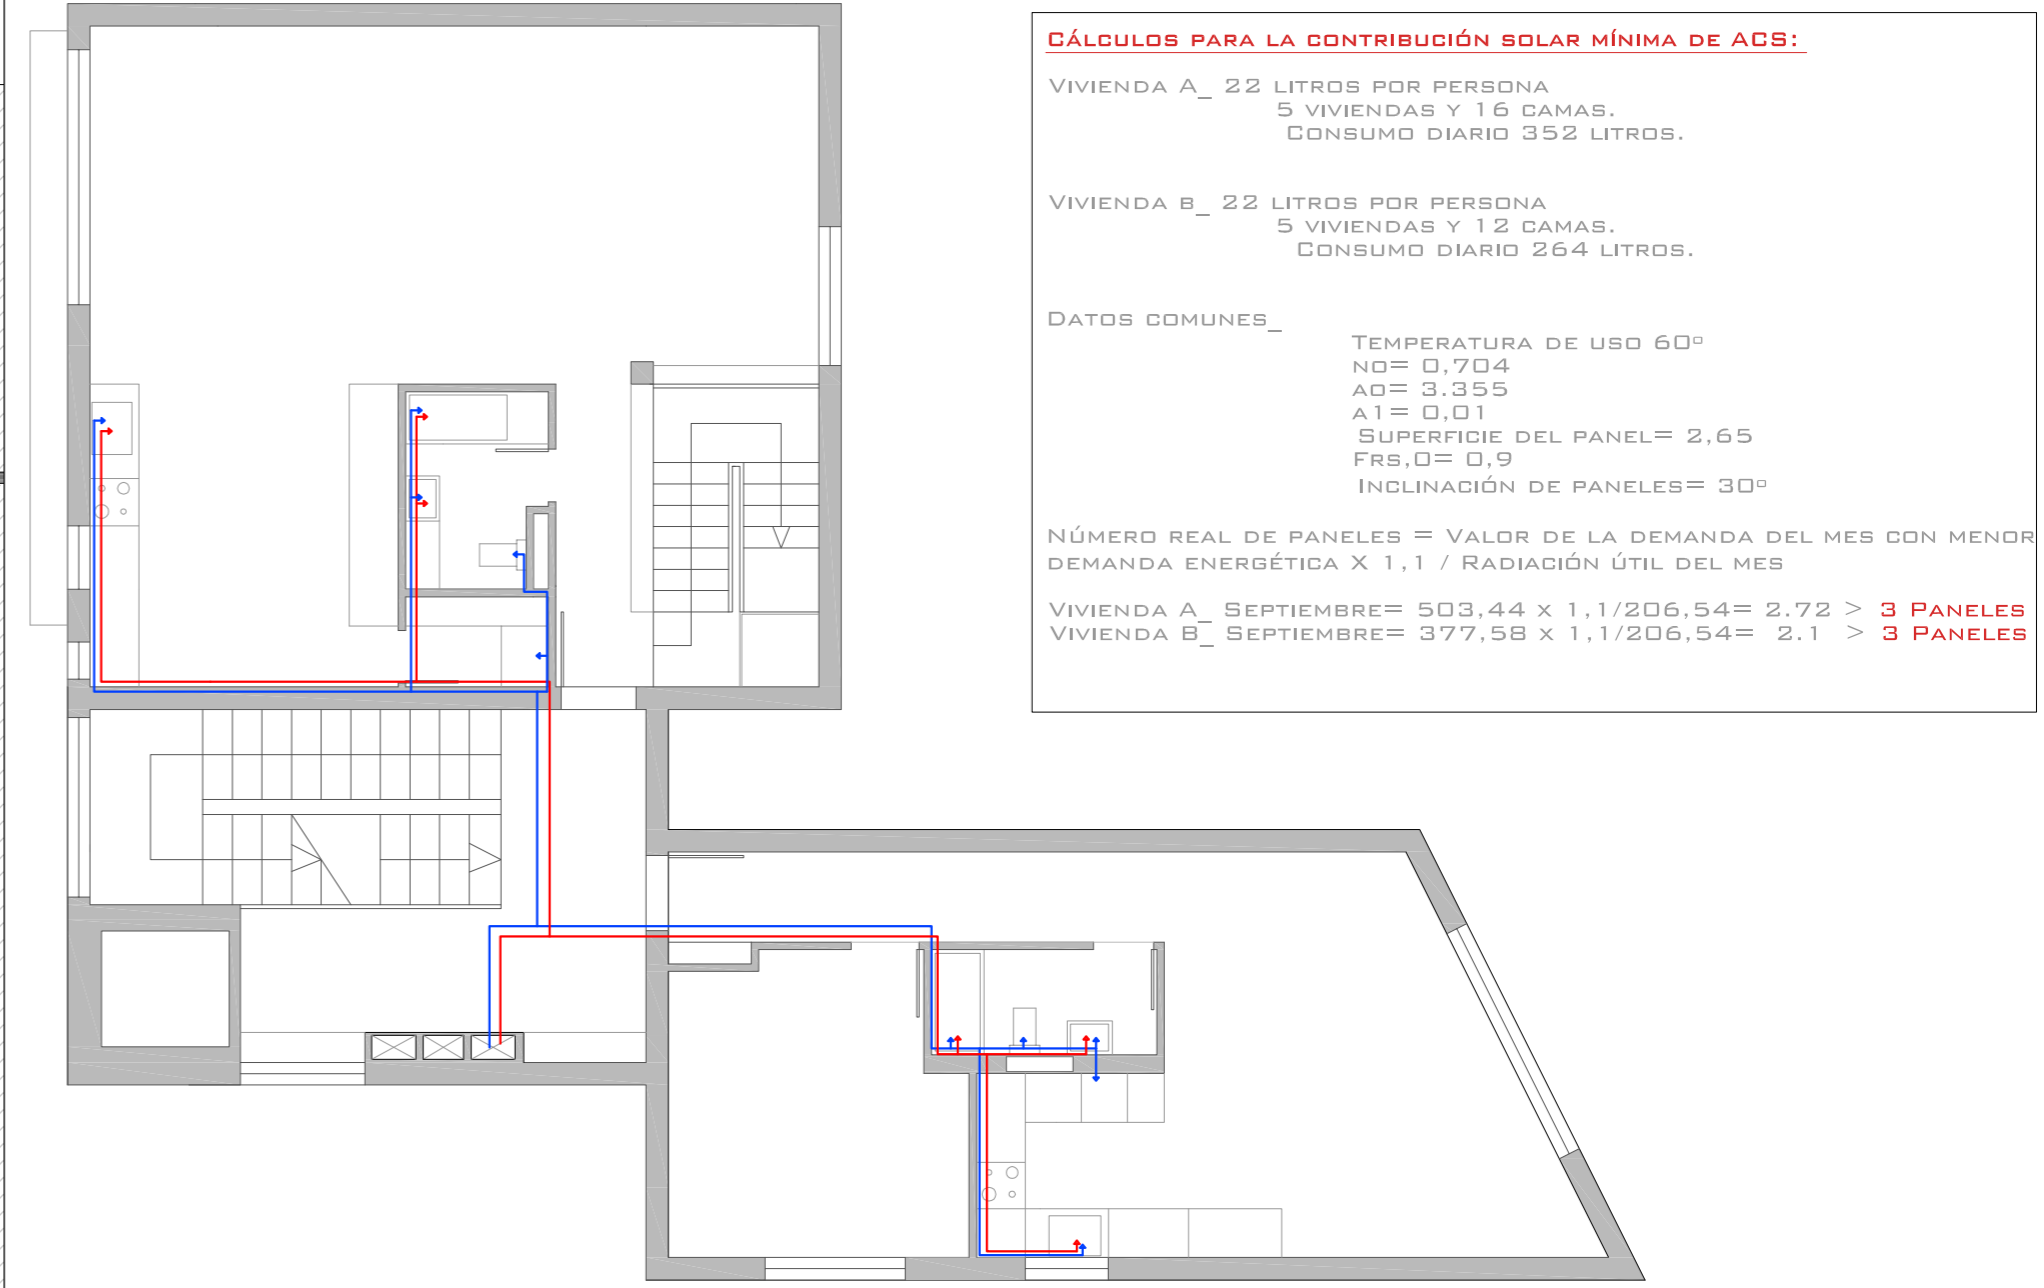 CÁLCULOS PARA LA CONTRIBUCIÓN SOLAR MÍNIMA DE ACS:
VIVIENDA A_ 22 LITROS POR PERSONA
5 VIVIENDAS Y 16 CAMAS.
CONSUMO DIARIO 352 LITROS.
VIVIENDA B_ 22 LITROS POR PERSONA
5 VIVIENDAS Y 12 CAMAS.
CONSUMO DIARIO 264 LITROS.
DATOS COMUNES_
TEMPERATURA DE USO 60º
NO= 0,704
AO= 3.355
A1= 0,01
SUPERFICIE DEL PANEL= 2,65
FRS,O= 0,9
INCLINACIÓN DE PANELES= 30º
NÚMERO REAL DE PANELES = VALOR DE LA DEMANDA DEL MES CON MENOR
DEMANDA ENERGÉTICA X 1,1 / RADIACIÓN ÚTIL DEL MES
VIVIENDA A_ SEPTIEMBRE= 503,44 X 1,1/206,54= 2.72 > 3 PANELES
VIVIENDA B_ SEPTIEMBRE= 377,58 X 1,1/206,54= 2.1 > 3 PANELES